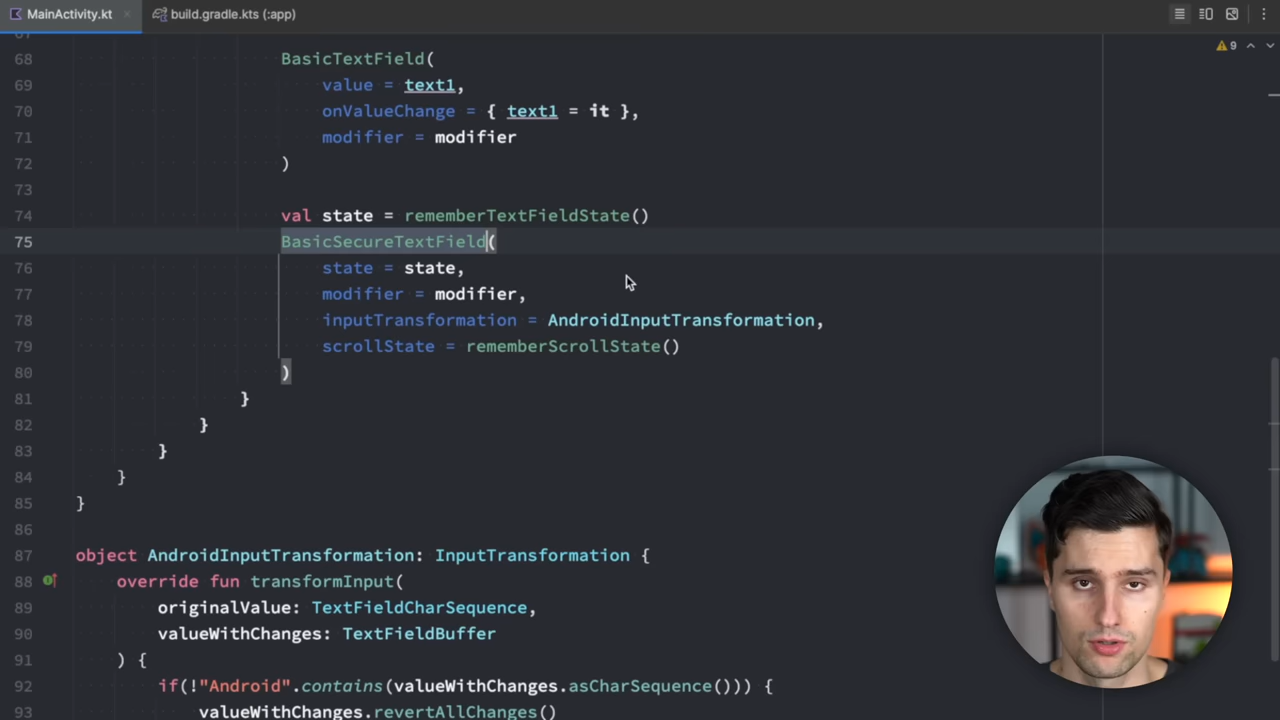 MainActivity.kt
build.gradle.kts (:app)
9
68 BasicTextField(
69 value = text1,
70 onValueChange = { text1 = it },
71 modifier = modifier
72 )
73
74 val state = rememberTextFieldState()
75 BasicSecureTextField(
76 state = state,
77 modifier = modifier,
78 inputTransformation = AndroidInputTransformation,
79 scrollState = rememberScrollState()
80 )
81 }
82 }
83 }
84 }
85 }
86
87 object AndroidInputTransformation: InputTransformation {
88 override fun transformInput(
89 originalValue: TextFieldCharSequence,
90 valueWithChanges: TextFieldBuffer
91 ) {
92 if(!"Android".contains(valueWithChanges.asCharSequence())) {
93 valueWithChanges.revertAllChanges()